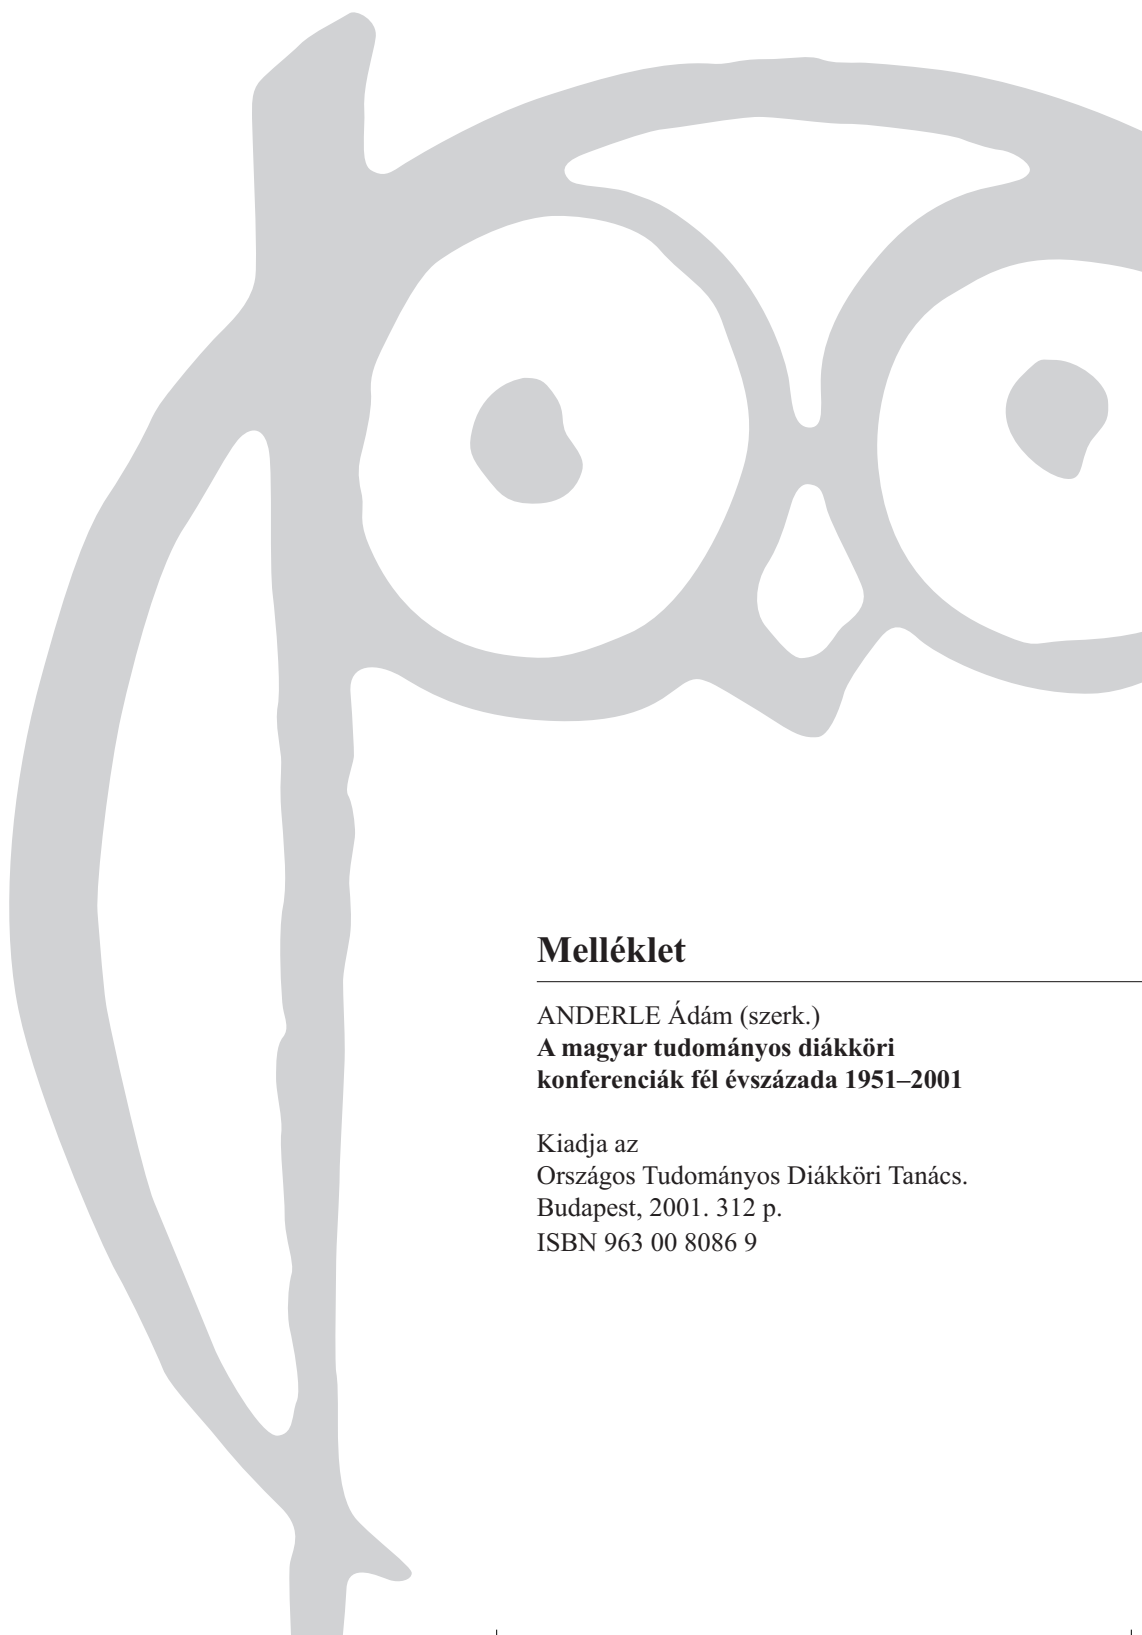 Melléklet
ANDERLE Ádám (szerk.)
A magyar tudományos diákköri
konferenciák fél évszázada 1951–2001
Kiadja az
Országos Tudományos Diákköri Tanács.
Budapest, 2001. 312 p.
ISBN 963 00 8086 9